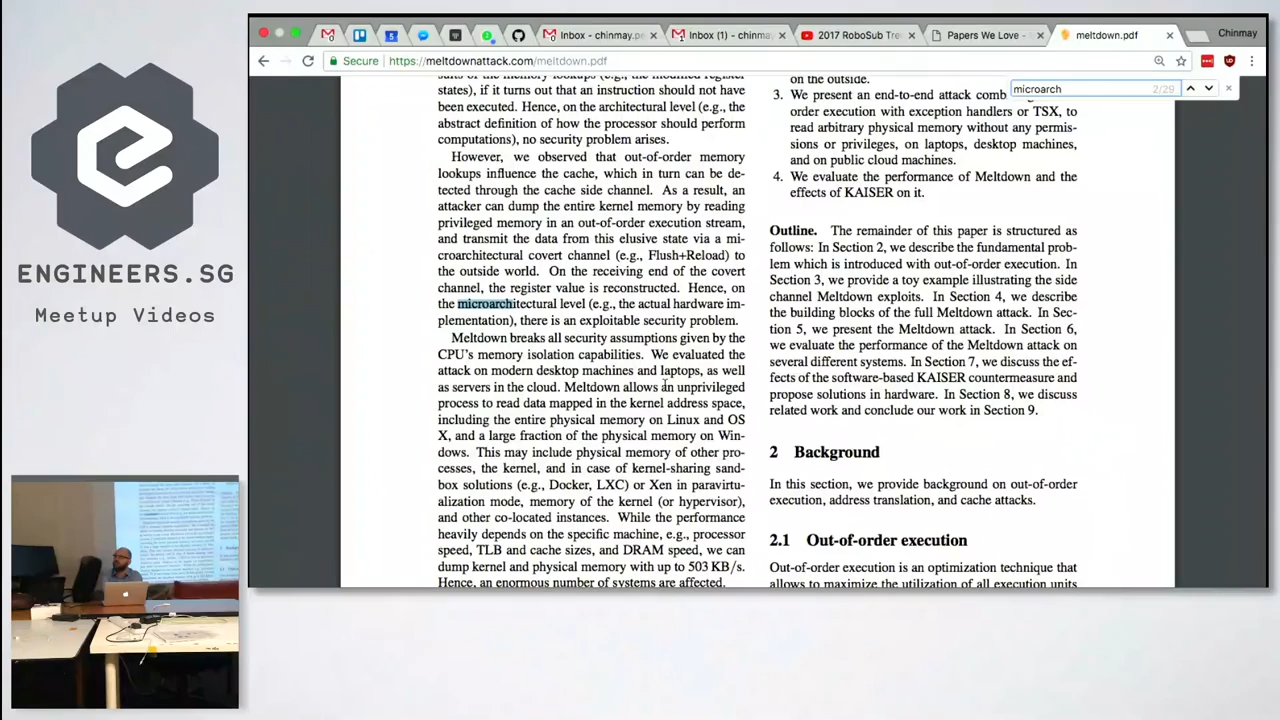 ENGINEERS.SG
Meetup Videos
Inbox - chinmay.p
Inbox (1) - chinma
2017 RoboSub Tre
Papers We Love -
meltdown.pdf
Chinmay
Secure
https://meltdownattack.com/meltdown.pdf
microarch
2/29
states), if it turns out that an instruction should not have
been executed. Hence, on the architectural level (e.g., the
abstract definition of how the processor should perform
computations), no security problem arises.
However, we observed that out-of-order memory
lookups influence the cache, which in turn can be de-
tected through the cache side channel. As a result, an
attacker can dump the entire kernel memory by reading
privileged memory in an out-of-order execution stream,
and transmit the data from this elusive state via a mi-
croarchitectural covert channel (e.g., Flush+Reload) to
the outside world. On the receiving end of the covert
channel, the register value is reconstructed. Hence, on
the microarchitectural level (e.g., the actual hardware im-
plementation), there is an exploitable security problem.
Meltdown breaks all security assumptions given by the
CPU's memory isolation capabilities. We evaluated the
attack on modern desktop machines and laptops, as well
as servers in the cloud. Meltdown allows an unprivileged
process to read data mapped in the kernel address space,
including the entire physical memory on Linux and OS
X, and a large fraction of the physical memory on Win-
dows. This may include physical memory of other pro-
cesses, the kernel, and in case of kernel-sharing sand-
box solutions (e.g., Docker, LXC) or Xen in paravirtu-
alization mode, memory of the kernel (or hypervisor),
and other co-located instances. While the performance
heavily depends on the specific machine, e.g., processor
speed, TLB and cache sizes, and DRAM speed, we can
dump kernel and physical memory with up to 503 KB/s.
Hence, an enormous number of systems are affected.
on the outside.
3. We present an end-to-end attack comb
order execution with exception handlers or TSX, to
read arbitrary physical memory without any permis-
sions or privileges, on laptops, desktop machines,
and on public cloud machines.
4. We evaluate the performance of Meltdown and the
effects of KAISER on it.
Outline. The remainder of this paper is structured as
follows: In Section 2, we describe the fundamental prob-
lem which is introduced with out-of-order execution. In
Section 3, we provide a toy example illustrating the side
channel Meltdown exploits. In Section 4, we describe
the building blocks of the full Meltdown attack. In Sec-
tion 5, we present the Meltdown attack. In Section 6,
we evaluate the performance of the Meltdown attack on
several different systems. In Section 7, we discuss the ef-
fects of the software-based KAISER countermeasure and
propose solutions in hardware. In Section 8, we discuss
related work and conclude our work in Section 9.
2 Background
In this section, we provide background on out-of-order
execution, address translation, and cache attacks.
2.1 Out-of-order execution
Out-of-order execution is an optimization technique that
allows to maximize the utilization of all execution units